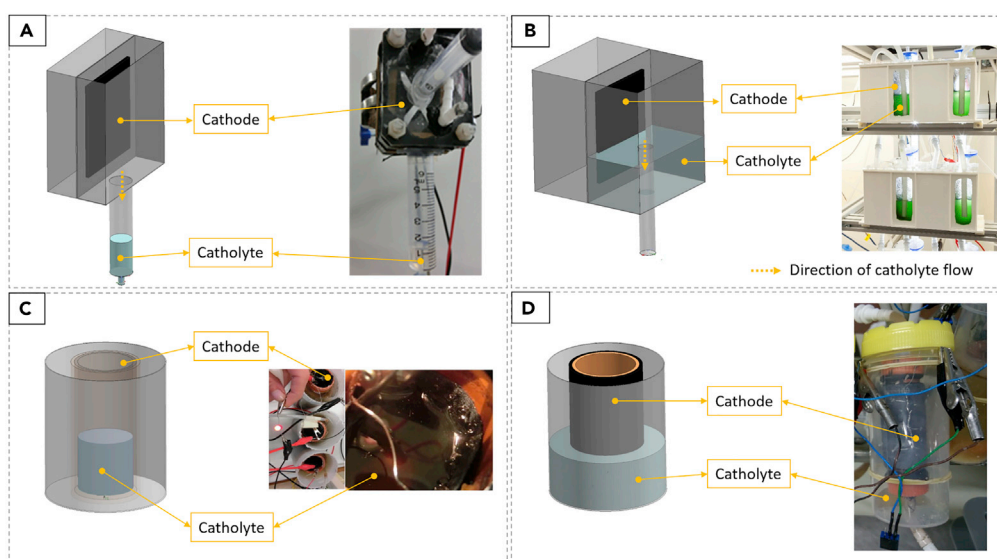 A
Cathode
Catholyte
B
Cathode
Catholyte
Direction of catholyte flow
C
Cathode
Catholyte
D
Cathode
Catholyte